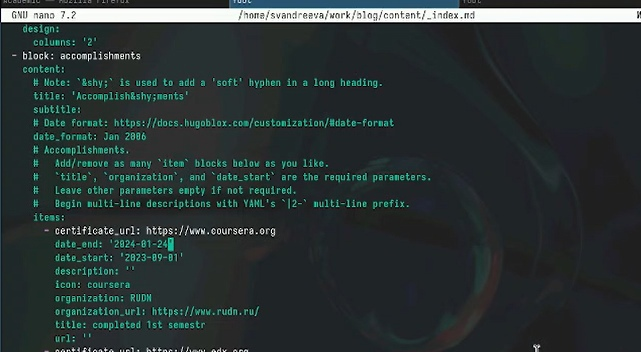 Academic — Mozilla Firefox
root
root
GNU nano 7.2 /home/svandreeva/work/blog/content/_index.md
design:
columns: '2'
- block: accomplishments
content:
# Note: `&shy;` is used to add a 'soft' hyphen in a long heading.
title: 'Accomplish&shy;ments'
subtitle:
# Date format: https://docs.hugoblox.com/customization/#date-format
date_format: Jan 2006
# Accomplishments.
# Add/remove as many `item` blocks below as you like.
# `title`, `organization`, and `date_start` are the required parameters.
# Leave other parameters empty if not required.
# Begin multi-line descriptions with YAML's `|2-` multi-line prefix.
items:
- certificate_url: https://www.coursera.org
date_end: '2024-01-24'
date_start: '2023-09-01'
description: ''
icon: coursera
organization: RUDN
organization_url: https://www.rudn.ru/
title: completed 1st semestr
url: ''
- certificate_url: https://www.edx.org